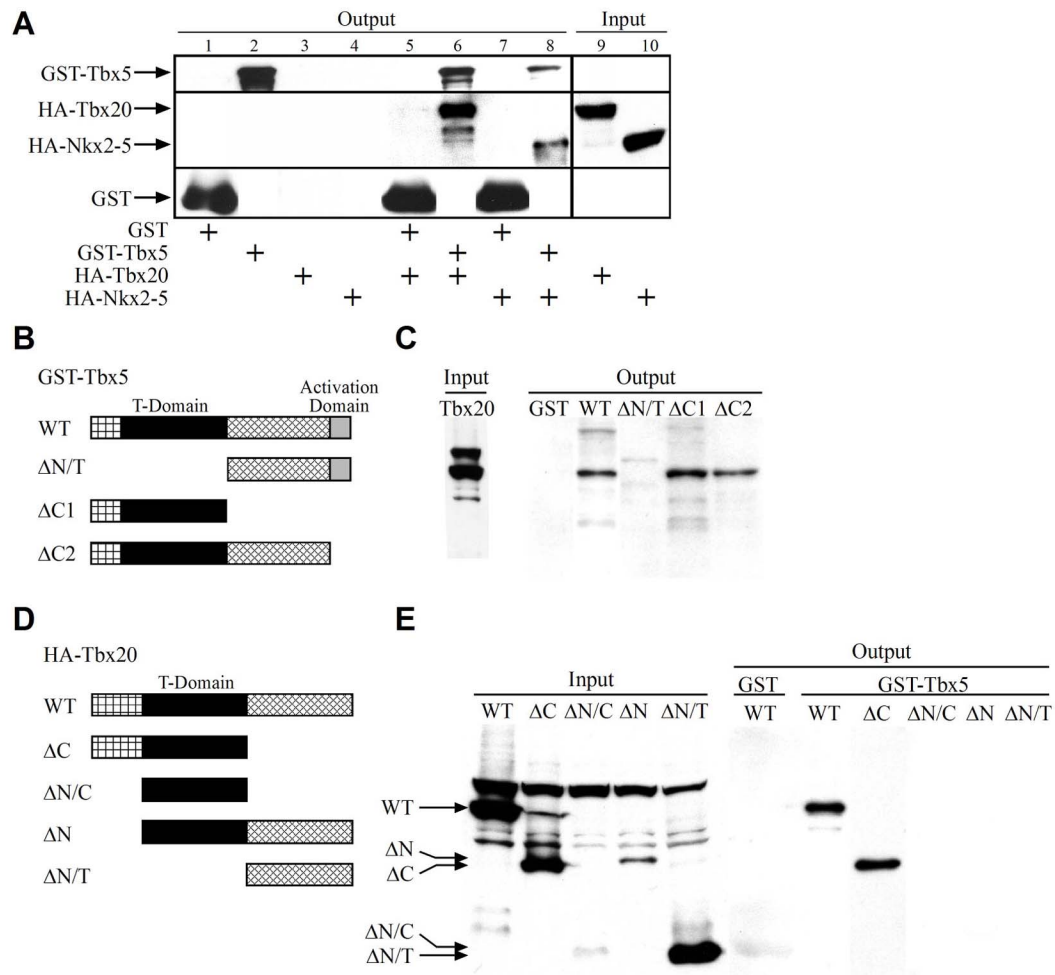 A
Output
Input
1 2 3 4 5 6 7 8 9 10
GST-Tbx5
HA-Tbx20
HA-Nkx2-5
GST
GST + + +
GST-Tbx5 + + +
HA-Tbx20 + + + +
HA-Nkx2-5 + + + +
B
GST-Tbx5
T-Domain
Activation
Domain
WT
ΔN/T
ΔC1
ΔC2
C
Input
Output
Tbx20
GST WT ΔN/T ΔC1 ΔC2
D
HA-Tbx20
T-Domain
WT
ΔC
ΔN/C
ΔN
ΔN/T
E
Output
Input
GST
GST-Tbx5
WT ΔC ΔN/C ΔN ΔN/T
WT
WT ΔC ΔN/C ΔN ΔN/T
WT
ΔN
ΔC
ΔN/C
ΔN/T